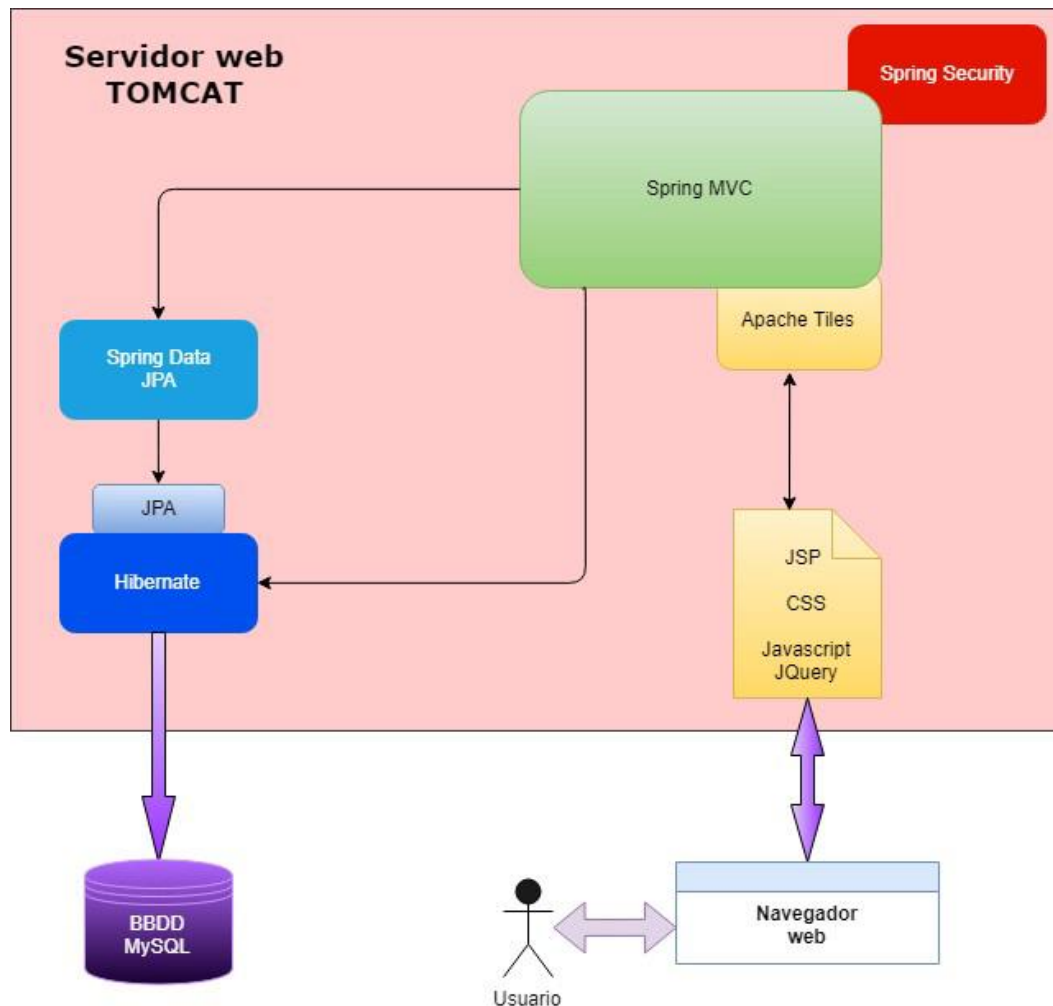 Servidor web
TOMCAT
Spring Security
Spring MVC
Apache Tiles
Spring Data
JPA
JPA
Hibernate
JSP
CSS
Javascript
JQuery
BBDD
MySQL
Navegador
web
Usuario